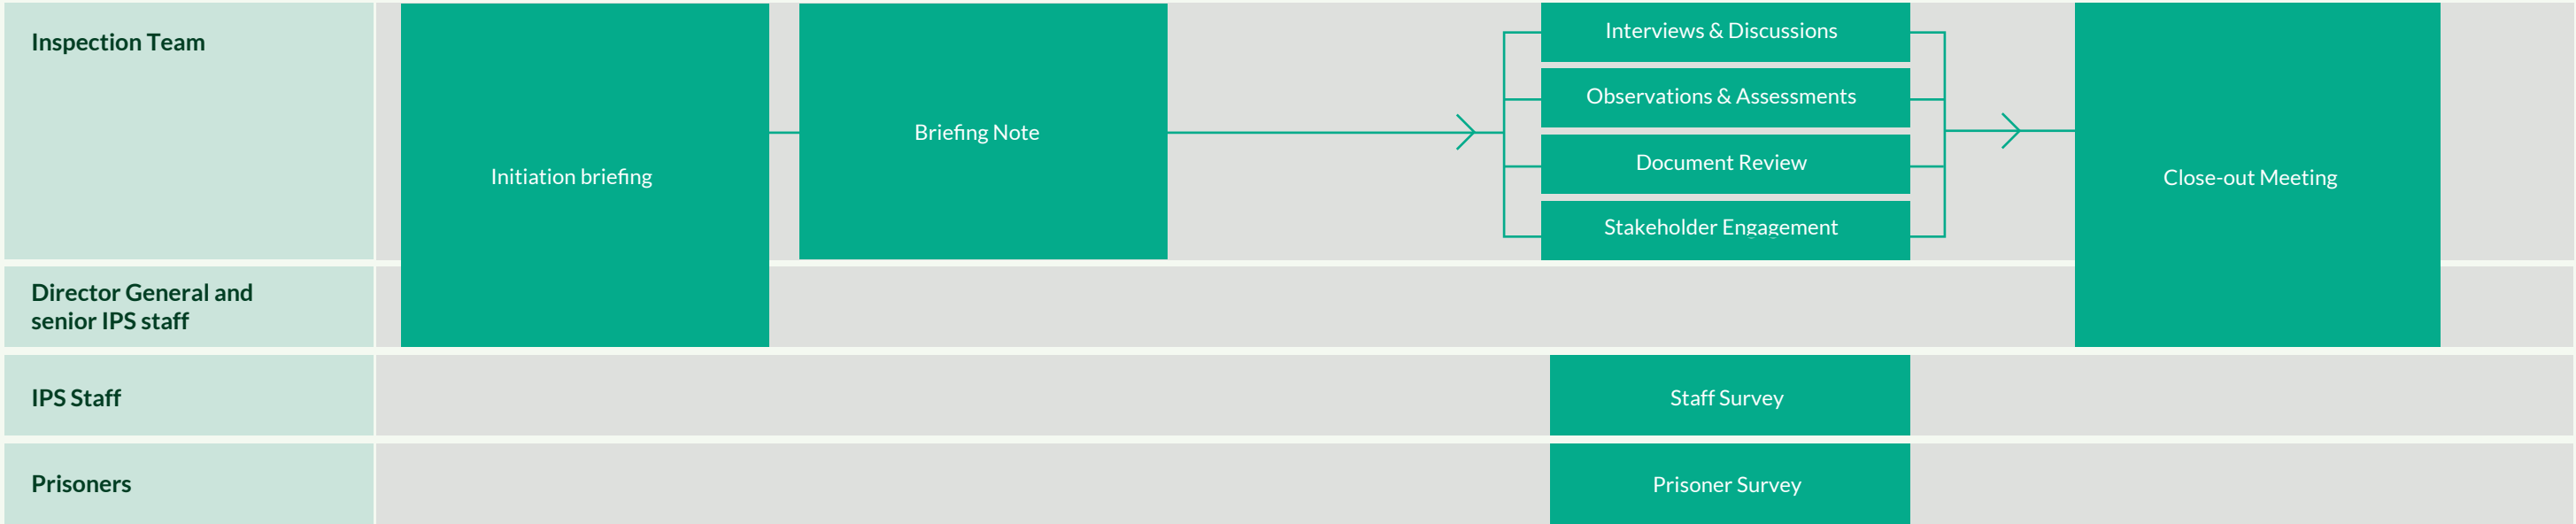 Inspection Team
Initiation briefing
Briefing Note
Interviews & Discussions
Observations & Assessments
Document Review
Stakeholder Engagement
Close-out Meeting
Director General and
senior IPS staff
IPS Staff
Staff Survey
Prisoners
Prisoner Survey